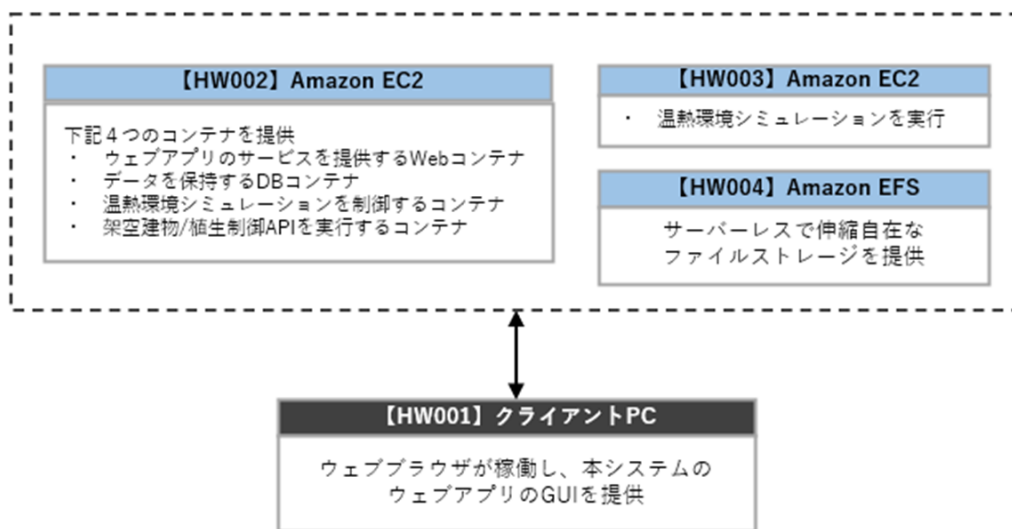 【HW002】Amazon EC2
下記４つのコンテナを提供
・ ウェブアプリのサービスを提供するWebコンテナ
・ データを保持するDBコンテナ
・ 温熱環境シミュレーションを制御するコンテナ
・ 架空建物/植生制御APIを実行するコンテナ
【HW003】Amazon EC2
・ 温熱環境シミュレーションを実行
【HW004】Amazon EFS
サーバーレスで伸縮自在な
ファイルストレージを提供
【HW001】クライアントPC
ウェブブラウザが稼働し、本システムの
ウェブアプリのGUIを提供